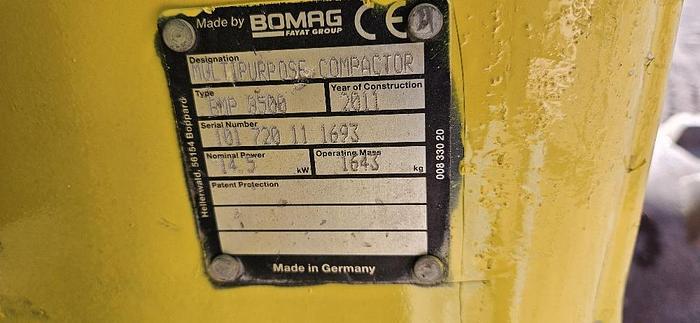 Made by BOMAG CE
FAYAT GROUP
Designation
MULTIPURPOSE COMPACTOR
Type
Year of Construction
BMP 8500
2011
Serial Number
101 720 11 1693
Nominal Power
Operating Mass
14.5 kW
1643 kg
Patent Protection
Made in Germany
Hellerwald, 56154 Boppard
008 330 20